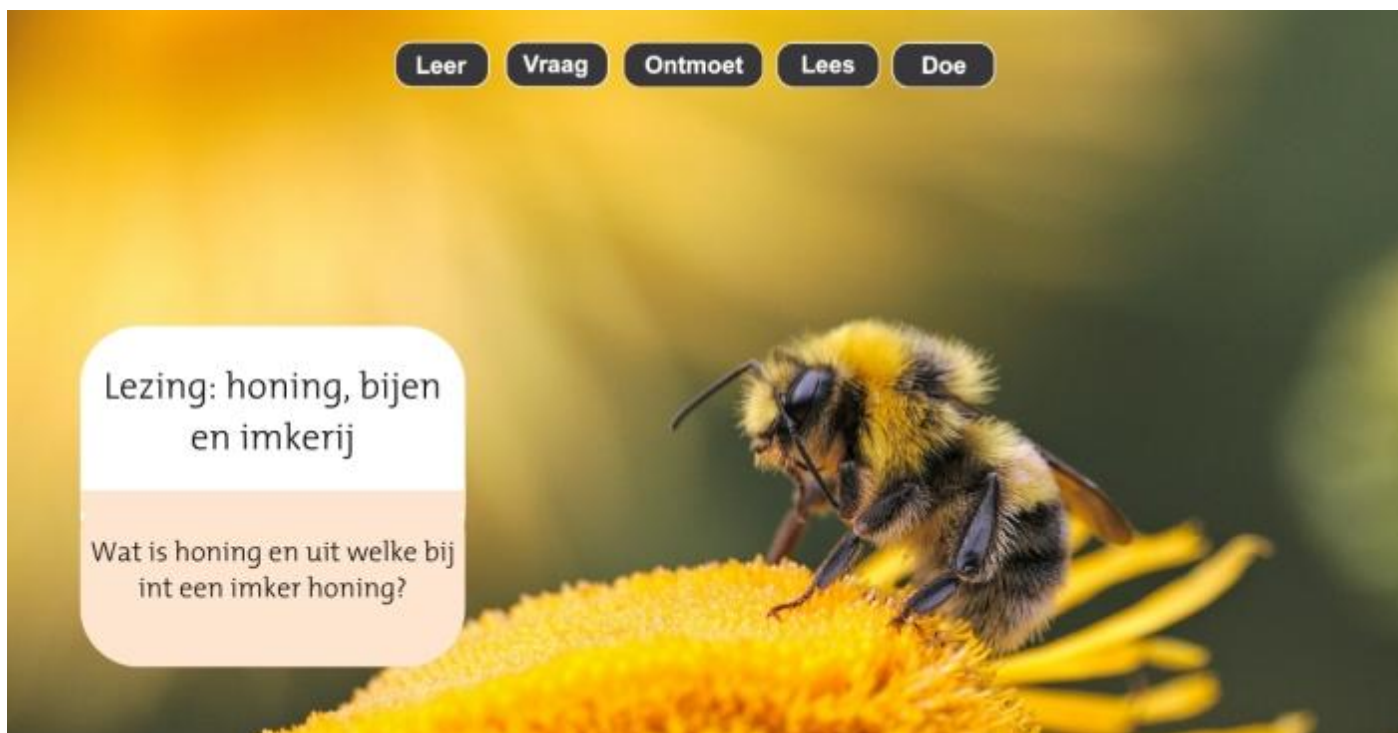 Leer Vraag Ontmoet Lees Doe
Lezing: honing, bijen
en imkerij
Wat is honing en uit welke bij
int een imker honing?